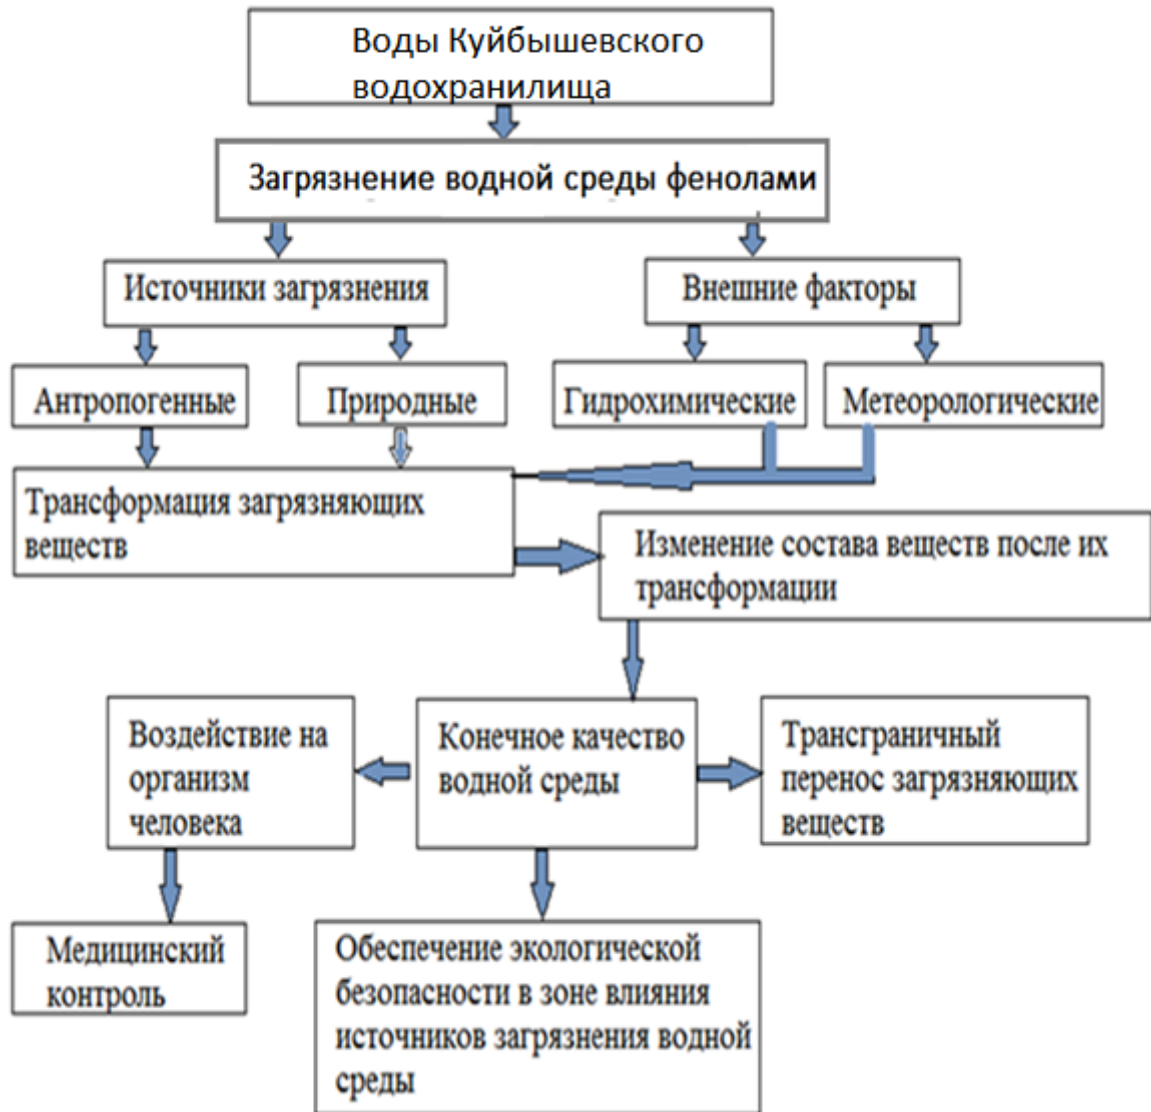 Воды Куйбышевского
водохранилища
Загрязнение водной среды фенолами
Источники загрязнения
Внешние факторы
Антропогенные
Природные
Гидрохимические
Метеорологические
Трансформация загрязняющих
веществ
Изменение состава веществ после их
трансформации
Воздействие на
организм
человека
Конечное качество
водной среды
Трансграничный
перенос загрязняющих
веществ
Медицинский
контроль
Обеспечение экологической
безопасности в зоне влияния
источников загрязнения водной
среды